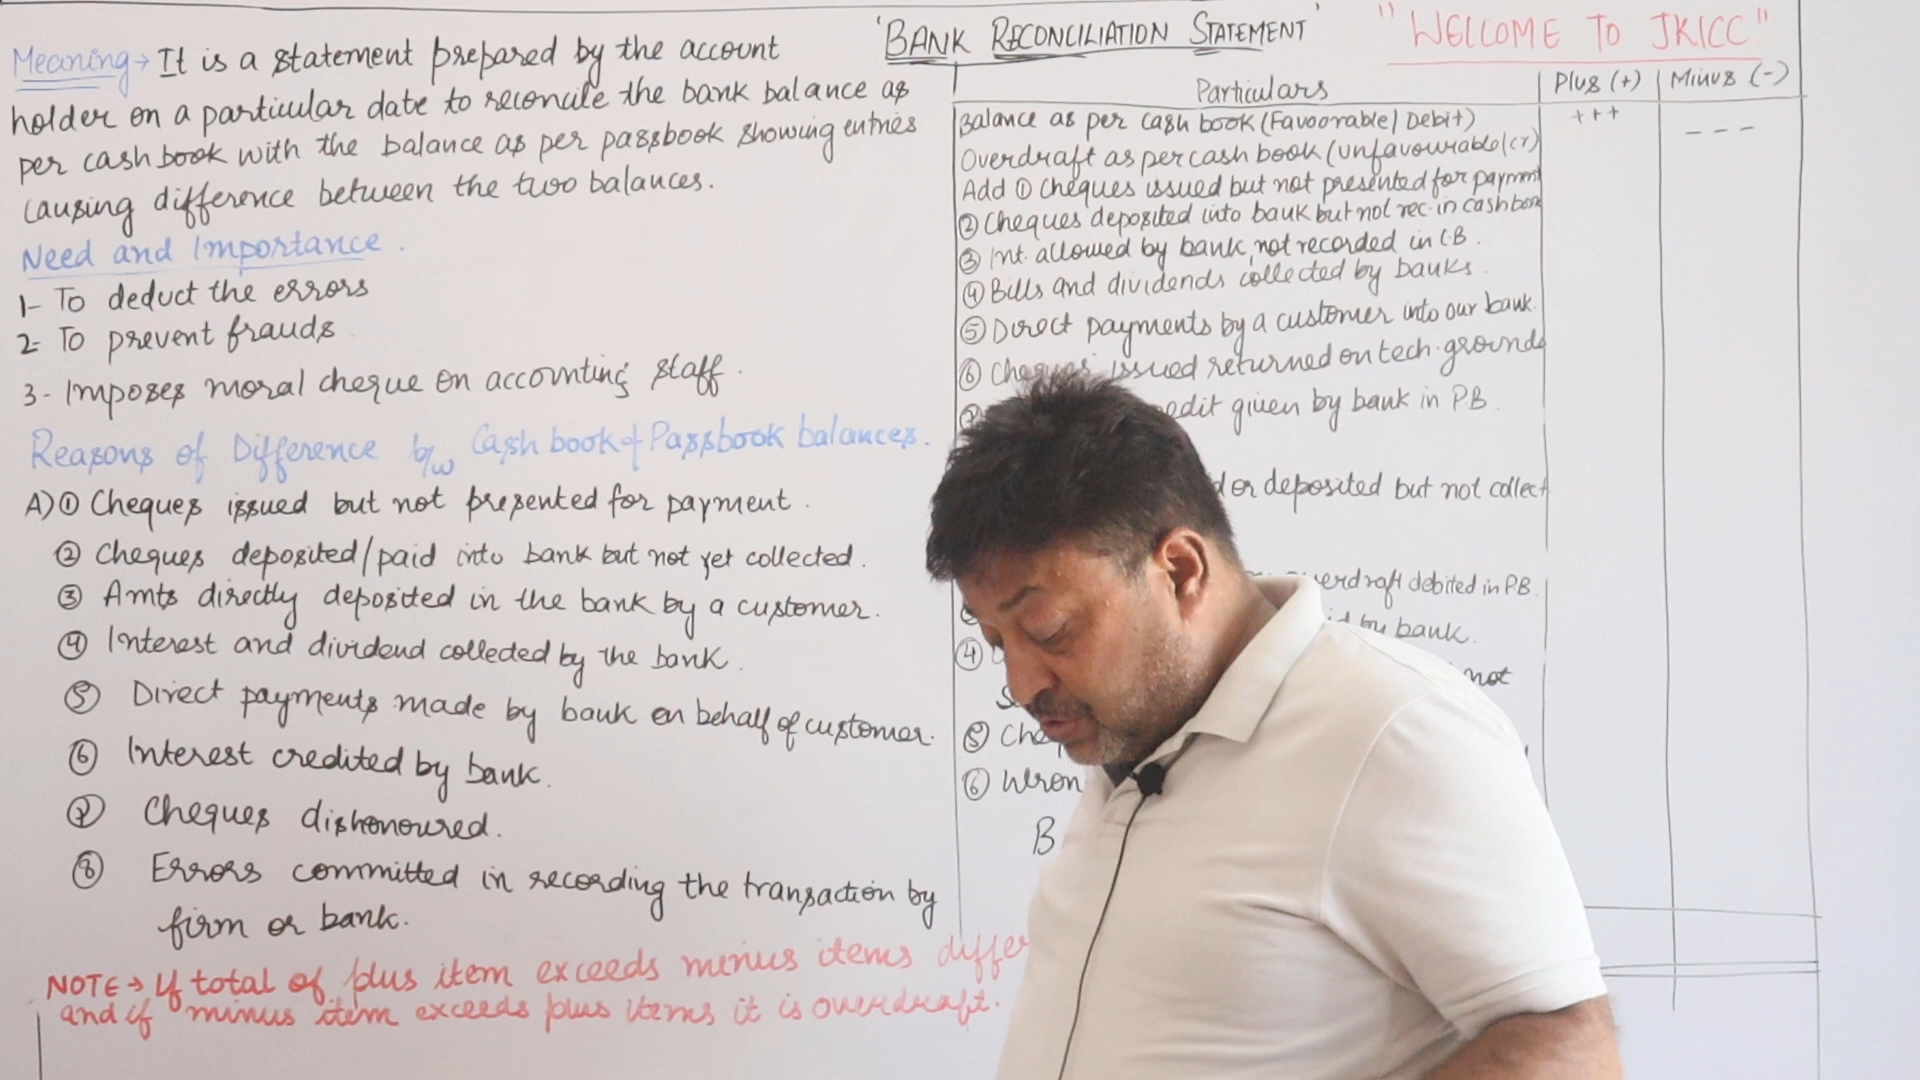 'BANK RECONCILIATION STATEMENT'
"WELCOME TO JKICC"
Meaning → It is a statement prepared by the account
holder on a particular date to reconcile the bank balance as
per cash book with the balance as per passbook showing entries
causing difference between the two balances.
Need and Importance.
1- To deduct the errors
2- To prevent frauds
3- Imposes moral cheque on accounting staff.
Reasons of Difference b/w Cash book & Passbook balances.
A) ① Cheques issued but not presented for payment.
② Cheques deposited/paid into bank but not yet collected.
③ Amts directly deposited in the bank by a customer.
④ Interest and dividend collected by the bank.
⑤ Direct payments made by bank on behalf of customer.
⑥ Interest credited by bank.
⑦ Cheques dishonoured.
⑧ Errors committed in recording the transaction by
firm or bank.
NOTE → If total of plus item exceeds minus items
and if minus item exceeds plus items it is overdraft.
Particulars Plus (+) Minus (-)
Balance as per cash book (Favourable/Debit) +++
Overdraft as per cash book (unfavourable/cr) ---
Add ① Cheques issued but not presented for payment
② Cheques deposited into bank but not rec. in cash book
③ Int. allowed by bank, not recorded in C.B.
④ Bills and dividends collected by banks.
⑤ Direct payments by a customer into our bank.
⑥ Cheques issued returned on tech. grounds
given by bank in P.B.
or deposited but not collect
debited in P.B.
by bank.
④
not
⑤
⑥
B